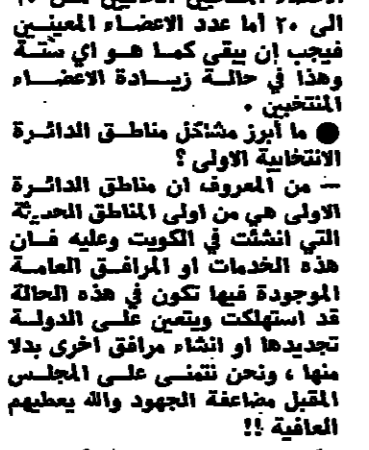 الى ٢٠ أما عدد الاعضاء المعينين
فيجب إن يبقى كما هو اي ستة
وهذا في حالة زيادة الاعضاء
المنتخبين .
● ما أبرز مشاكل مناطق الدائرة
الانتخابية الاولى ؟
— من المعروف ان مناطق الدائرة
الاولى هي من اولى المناطق الحديثة
التي انشئت في الكويت وعليه فان
هذه الخدمات او المرافق العامة
الموجودة فيها تكون في هذه الحالة
قد استهلكت ويتعين على الدولة
تجديدها او انشاء مرافق اخرى بدلا
منها ، ونحن نتمنى على المجلس
المقبل مضاعفة الجهود والله يعطيهم
العافية !!